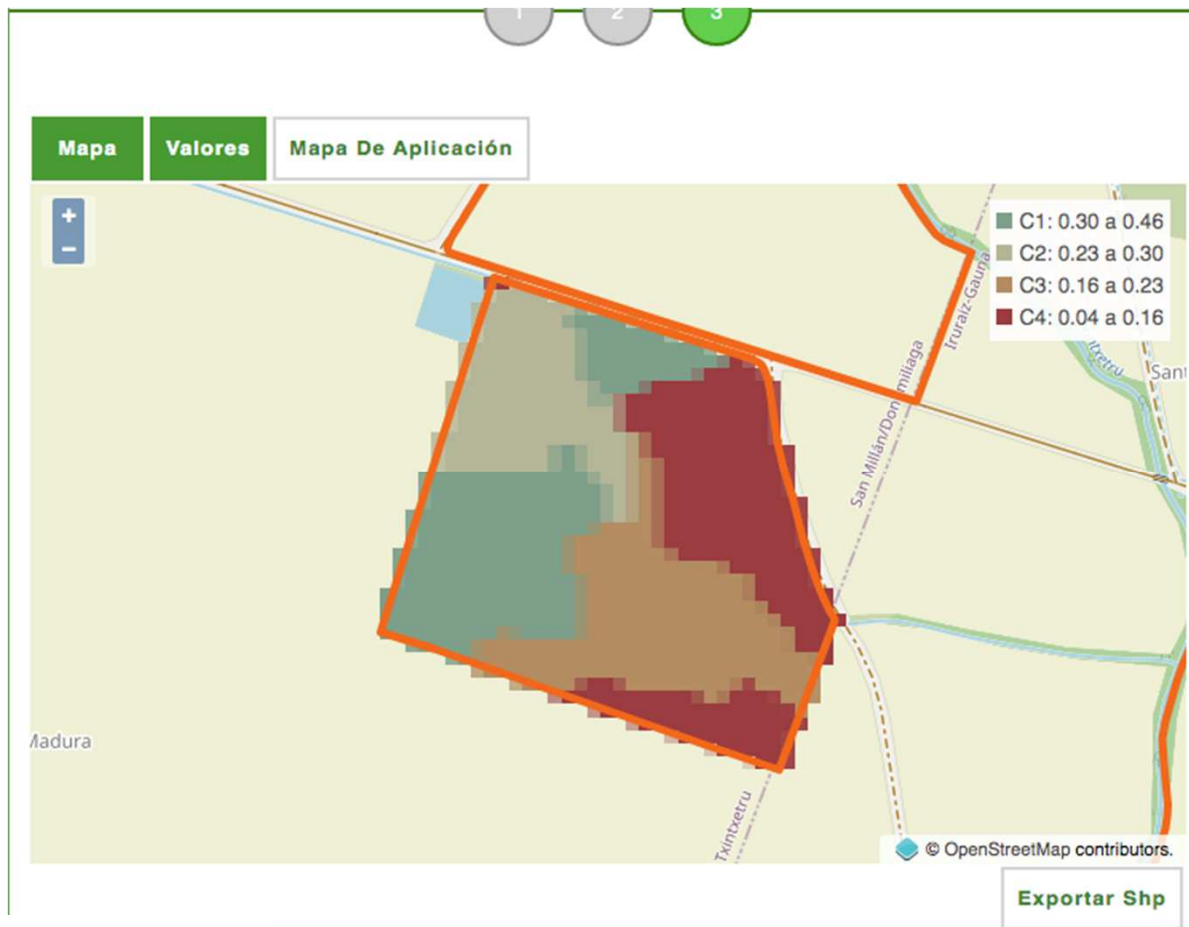 1 2 3
Mapa Valores Mapa De Aplicación
+
−
C1: 0.30 a 0.46
C2: 0.23 a 0.30
C3: 0.16 a 0.23
C4: 0.04 a 0.16
Iruraiz-Gauna
San Millán/Donemiliaga
ntxetru
Sant
Madura
Txintxetru
© OpenStreetMap contributors.
Exportar Shp